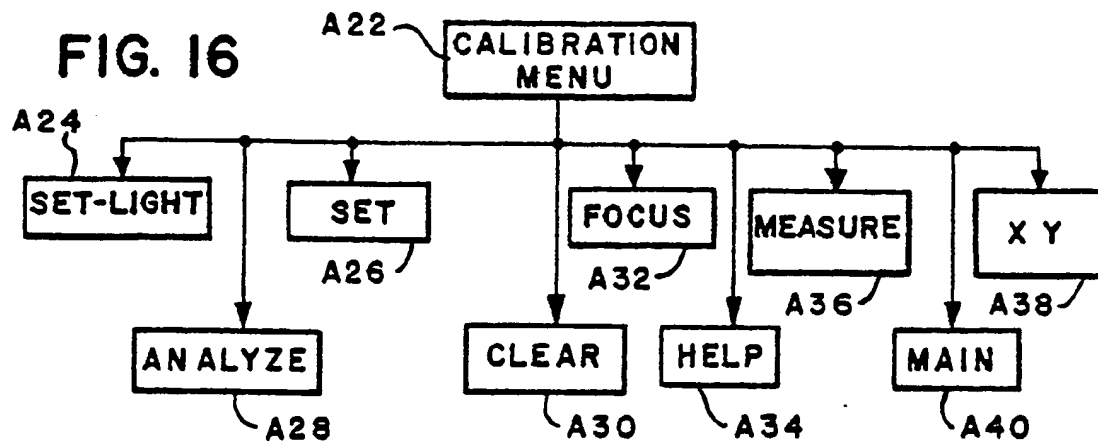 FIG. 16
A22
CALIBRATION
MENU
A24
SET-LIGHT
SET
A26
FOCUS
A32
MEASURE
A36
X Y
A38
ANALYZE
A28
CLEAR
A30
HELP
A34
MAIN
A40